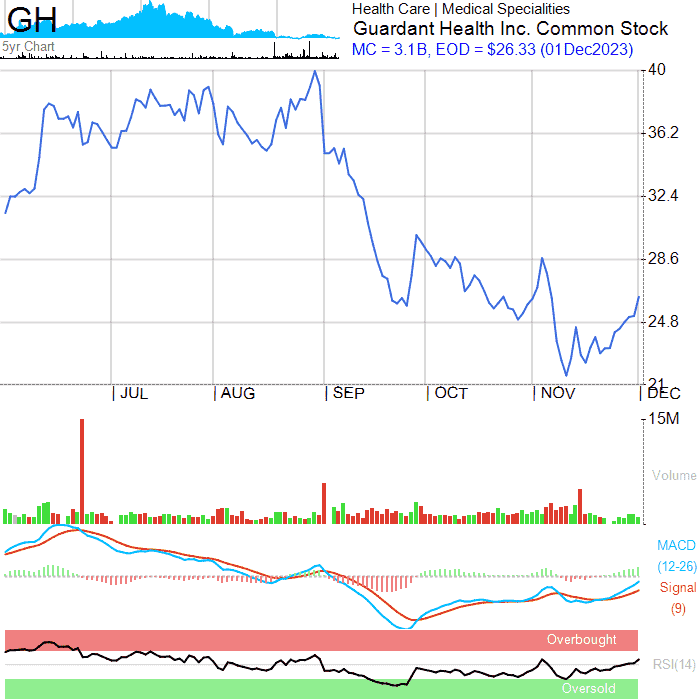 GH
5yr Chart
Health Care | Medical Specialities
Guardant Health Inc. Common Stock
MC = 3.1B, EOD = $26.33 (01Dec2023)
40
36.2
32.4
28.6
24.8
21
| JUL | AUG | SEP | OCT | NOV | DEC
15M
Volume
MACD
(12-26)
Signal
(9)
Overbought
RSI(14)
Oversold